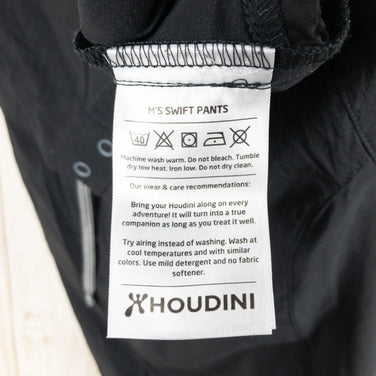 M'S SWIFT PANTS
40
Machine wash warm. Do not bleach. Tumble
dry low heat. Iron low. Do not dry clean.
Our wear & care recommendations:
Bring your Houdini along on every
adventure! It will turn into a true
companion as long as you treat it well.
Try airing instead of washing. Wash at
cool temperatures and with similar
colors. Use mild detergent and no fabric
softener.
HOUDINI